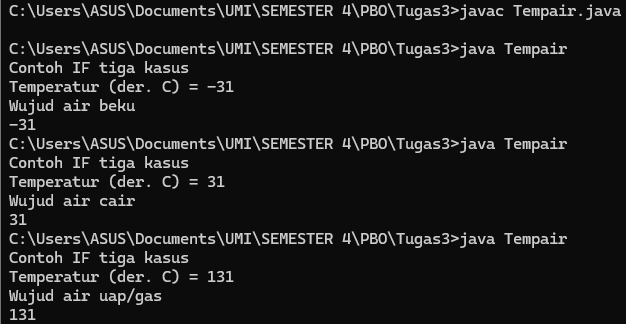 C:\Users\ASUS\Documents\UMI\SEMESTER 4\PBO\Tugas3>javac Tempair.java
C:\Users\ASUS\Documents\UMI\SEMESTER 4\PBO\Tugas3>java Tempair
Contoh IF tiga kasus
Temperatur (der. C) = -31
Wujud air beku
-31
C:\Users\ASUS\Documents\UMI\SEMESTER 4\PBO\Tugas3>java Tempair
Contoh IF tiga kasus
Temperatur (der. C) = 31
Wujud air cair
31
C:\Users\ASUS\Documents\UMI\SEMESTER 4\PBO\Tugas3>java Tempair
Contoh IF tiga kasus
Temperatur (der. C) = 131
Wujud air uap/gas
131